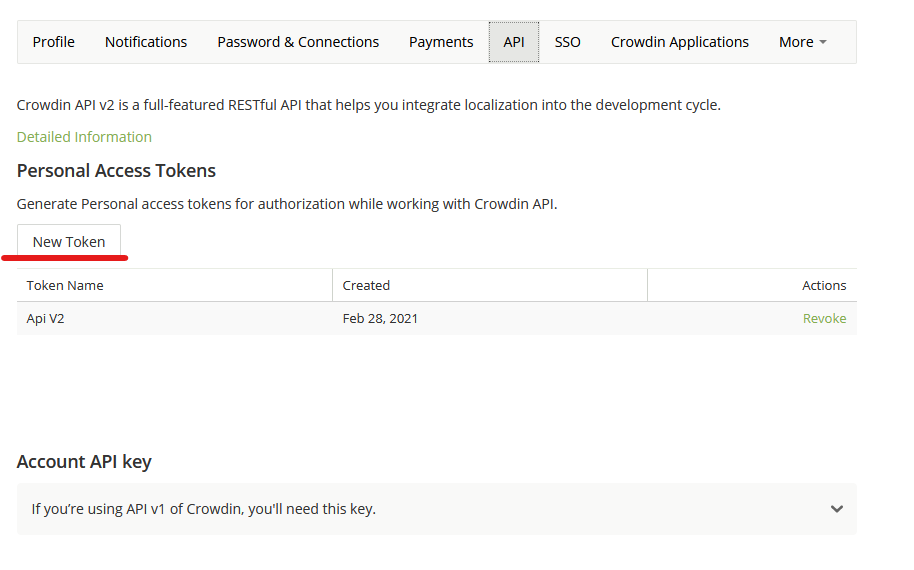 Profile Notifications Password & Connections Payments API SSO Crowdin Applications More
Crowdin API v2 is a full-featured RESTful API that helps you integrate localization into the development cycle.
Detailed Information
Personal Access Tokens
Generate Personal access tokens for authorization while working with Crowdin API.
New Token
Token Name Created Actions
Api V2 Feb 28, 2021 Revoke
Account API key
If you’re using API v1 of Crowdin, you'll need this key.